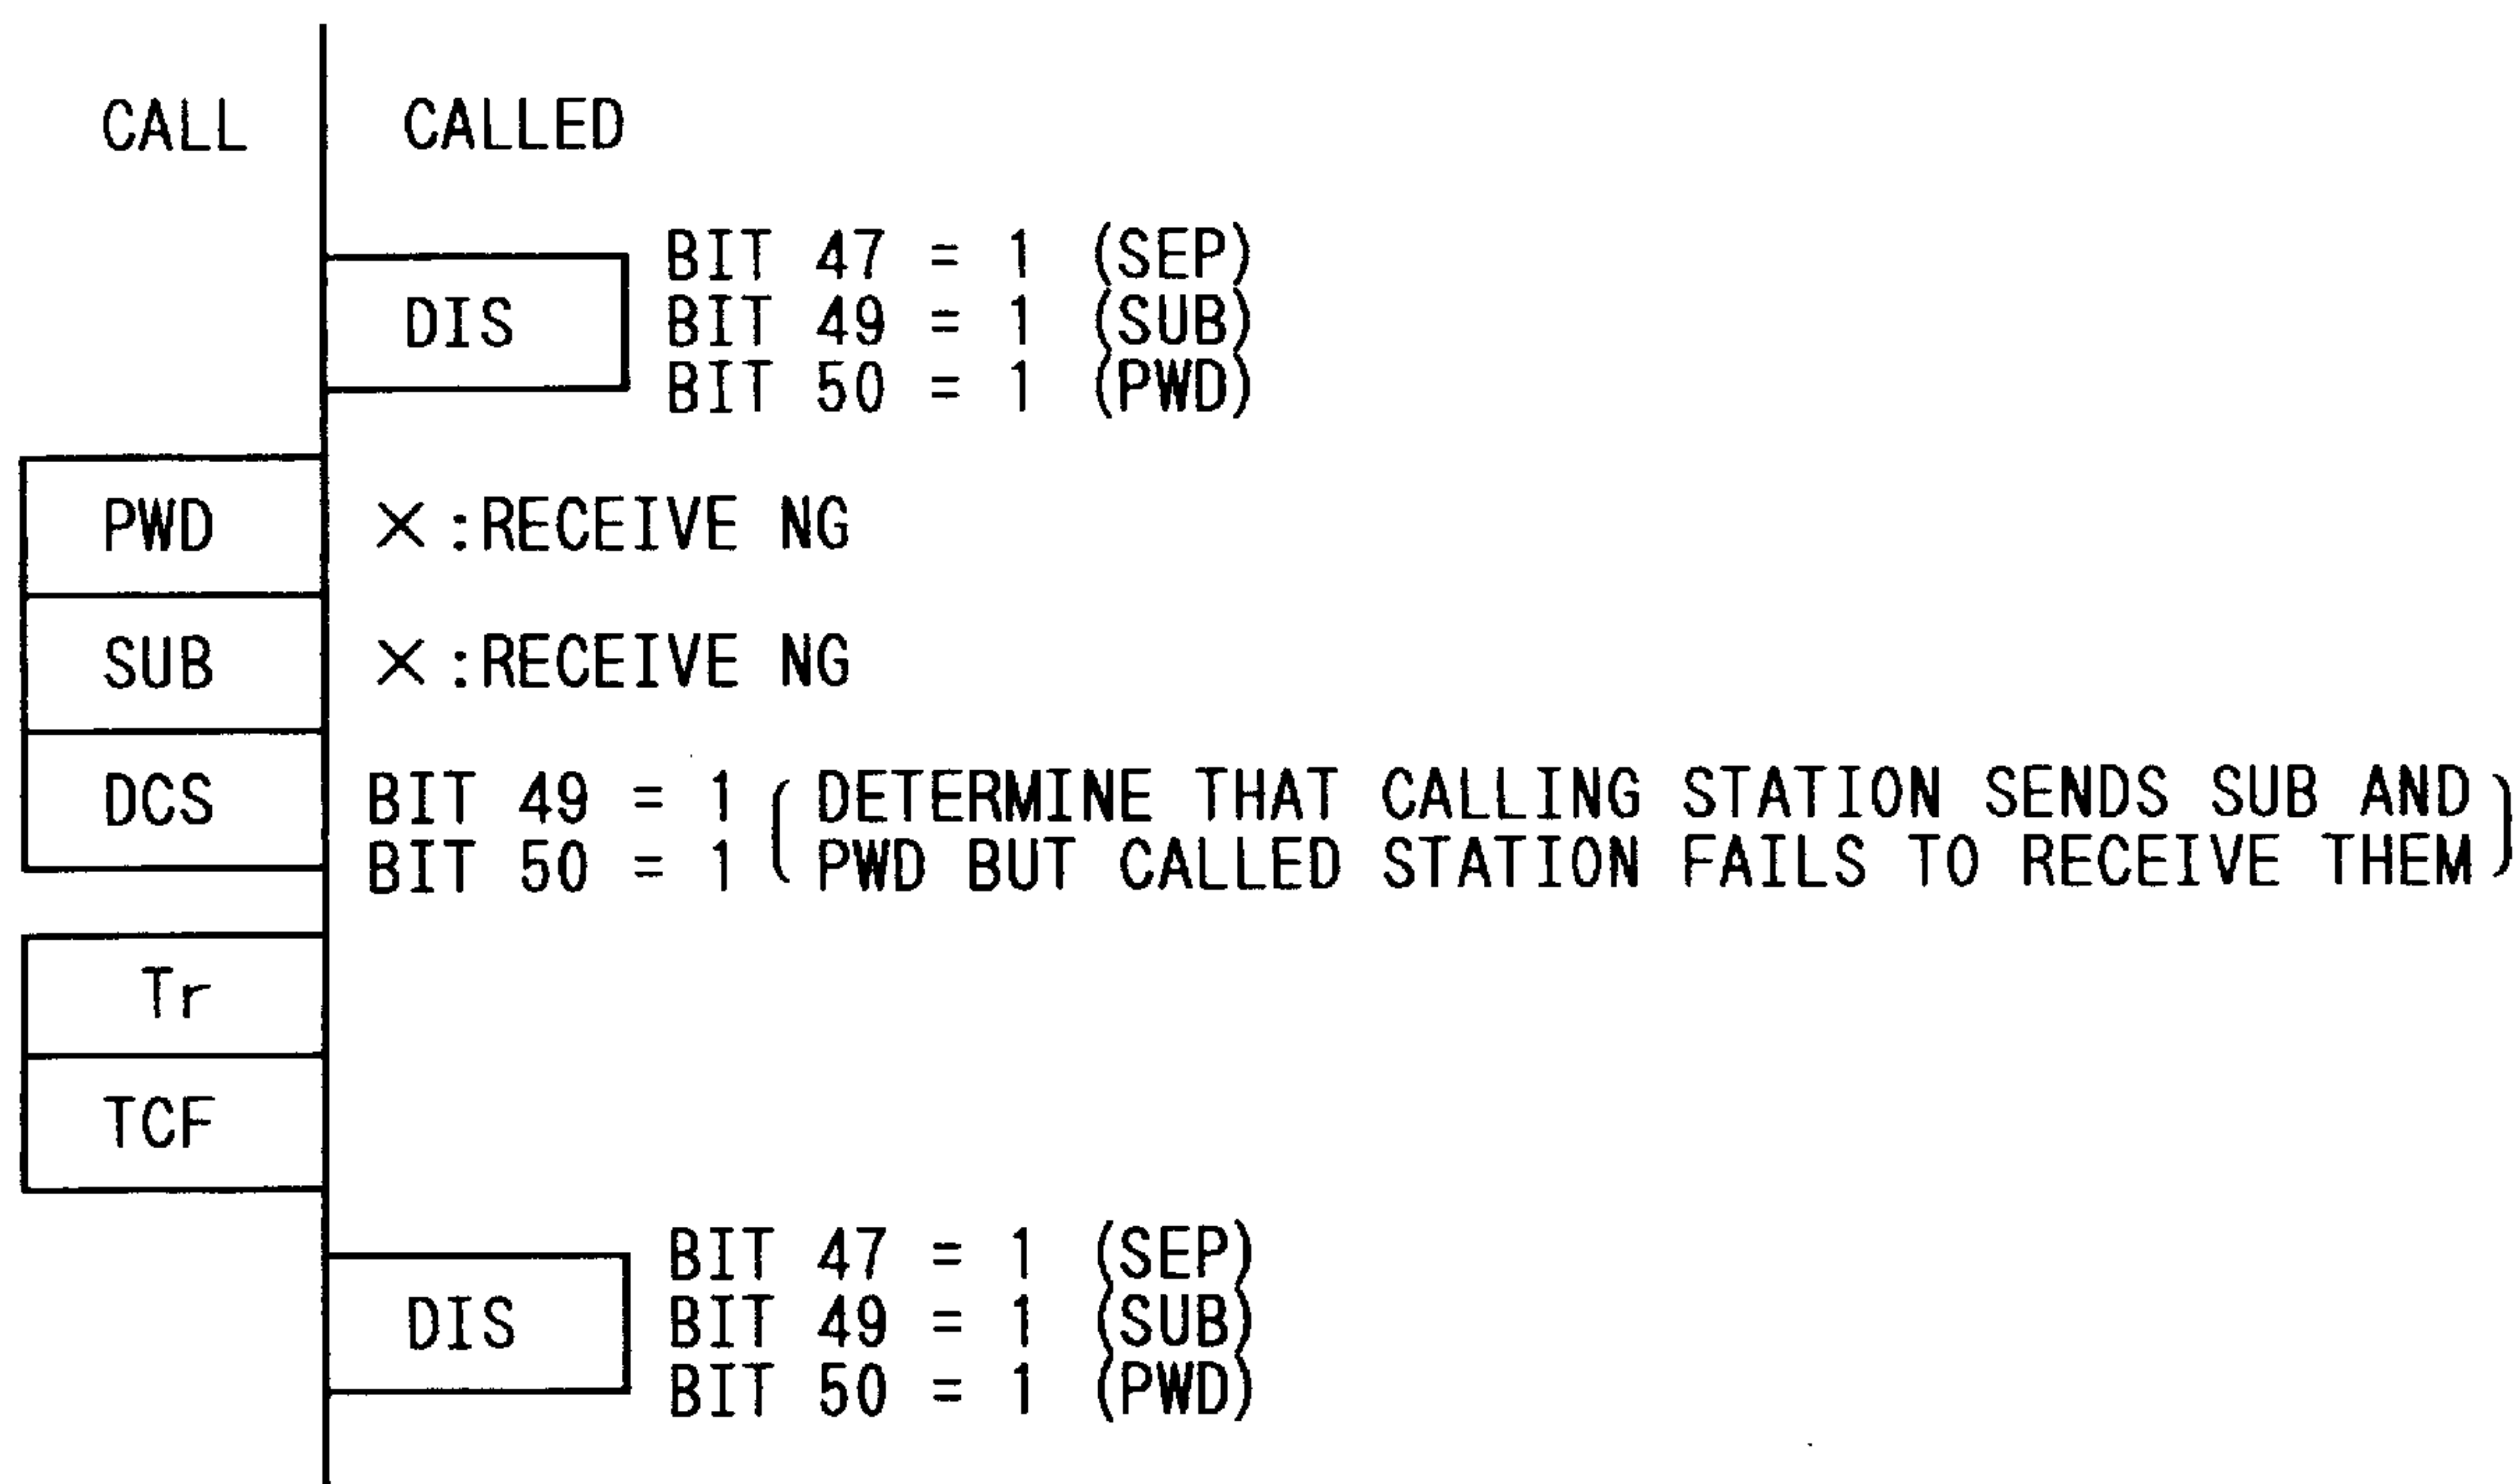 CALL CALLED
DIS
BIT 47 = 1 (SEP)
BIT 49 = 1 (SUB)
BIT 50 = 1 (PWD)
PWD ×:RECEIVE NG
SUB ×:RECEIVE NG
DCS
BIT 49 = 1 (DETERMINE THAT CALLING STATION SENDS SUB AND
BIT 50 = 1 PWD BUT CALLED STATION FAILS TO RECEIVE THEM)
Tr
TCF
DIS
BIT 47 = 1 (SEP)
BIT 49 = 1 (SUB)
BIT 50 = 1 (PWD)